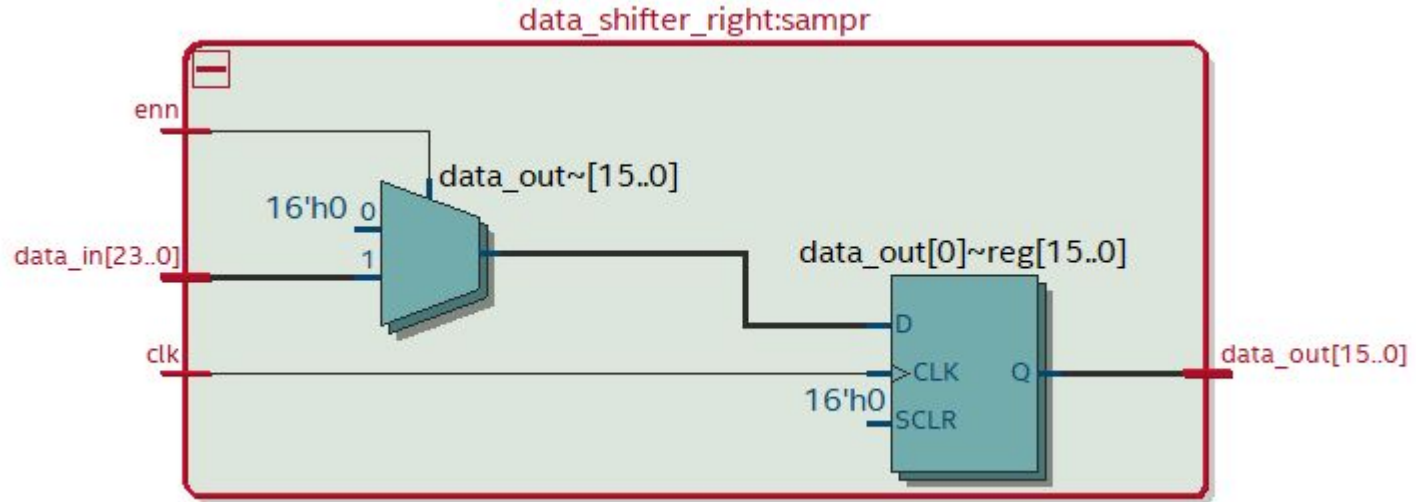 data_shifter_right:sampr
enn
data_out~[15..0]
16'h0 0
data_in[23..0]
1
data_out[0]~reg[15..0]
D
clk
CLK Q
data_out[15..0]
16'h0
SCLR